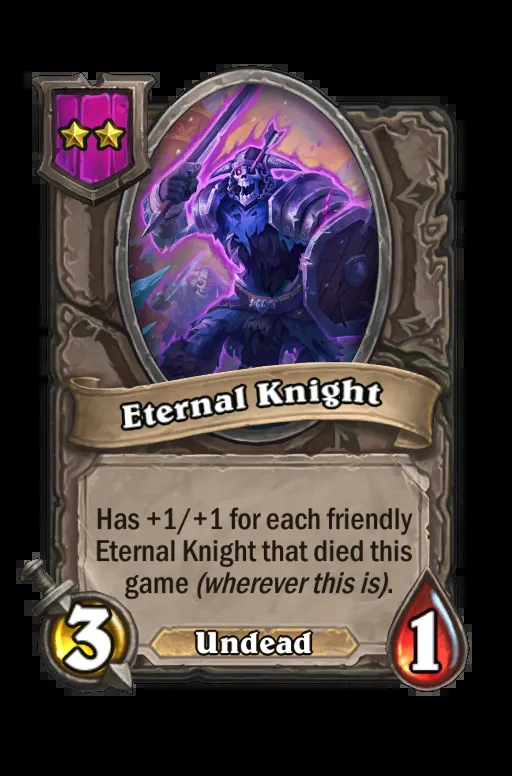 Eternal Knight
Has +1/+1 for each friendly
Eternal Knight that died this
game (wherever this is).
3
Undead
1